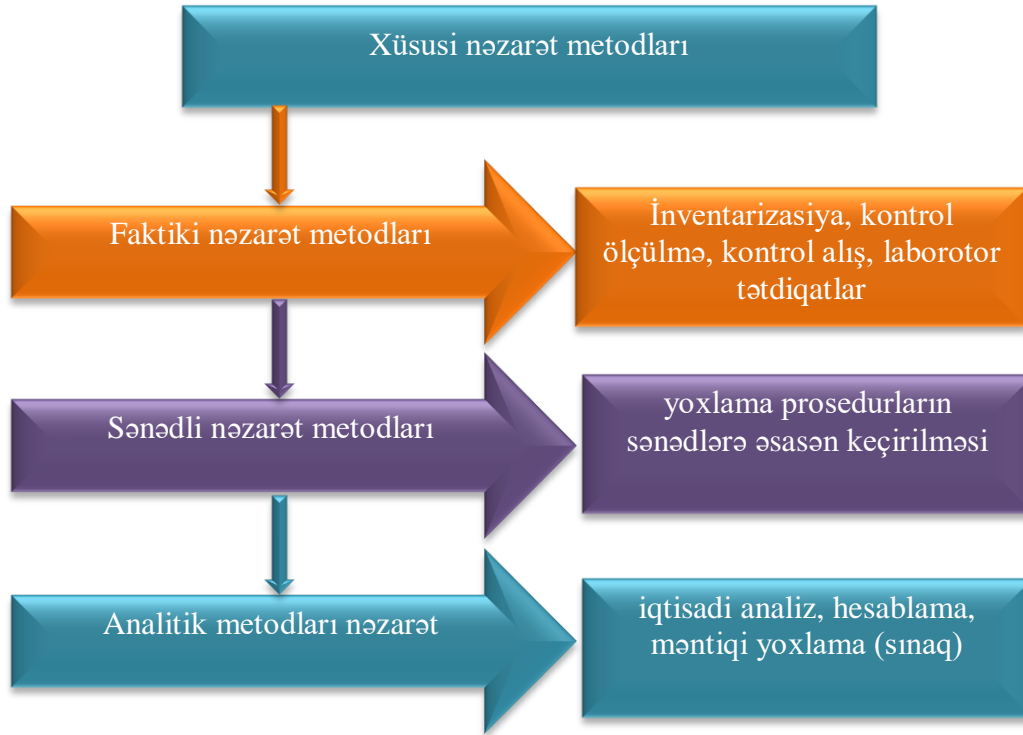 Xüsusi nəzarət metodları
Faktiki nəzarət metodları
İnventarizasiya, kontrol
ölçülmə, kontrol alış, laborotor
tətdiqatlar
Sənədli nəzarət metodları
yoxlama prosedurların
sənədlərə əsasən keçirilməsi
Analitik metodları nəzarət
iqtisadi analiz, hesablama,
məntiqi yoxlama (sınaq)